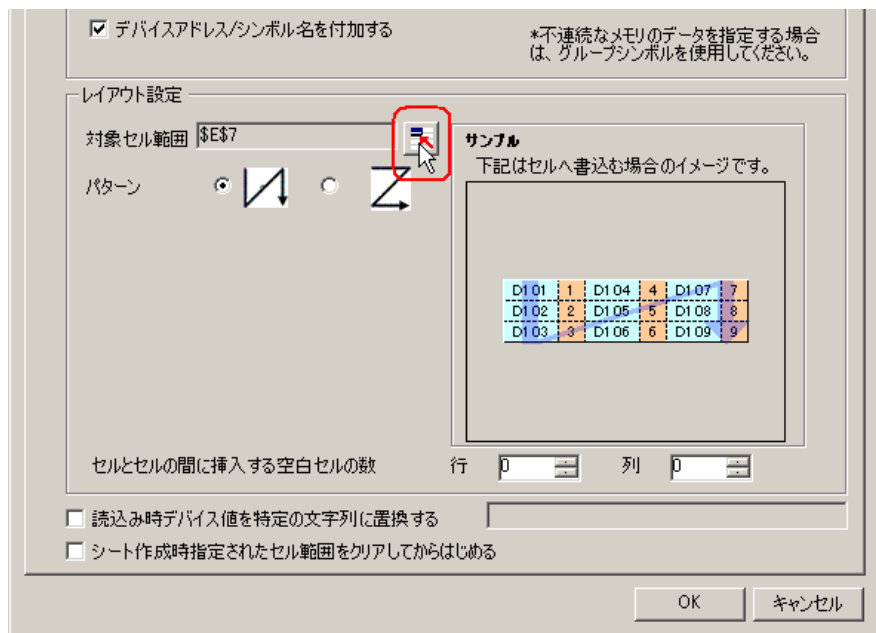 デバイスアドレス/シンボル名を付加する
*不連続なメモリのデータを指定する場合
は、グループシンボルを使用してください。
レイアウト設定
対象セル範囲 $E$7
パターン
サンプル
下記はセルへ書込む場合のイメージです。
D101 1 D104 4 D107 7
D102 2 D105 5 D108 8
D103 3 D106 6 D109 9
セルとセルの間に挿入する空白セルの数 行 0 列 0
読込み時デバイス値を特定の文字列に置換する
シート作成時指定されたセル範囲をクリアしてからはじめる
OK キャンセル